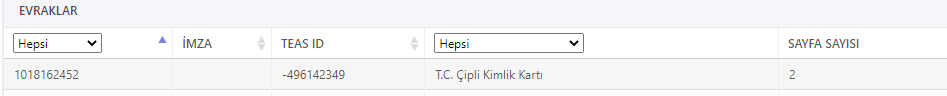 EVRAKLAR
Hepsi İMZA TEAS ID Hepsi SAYFA SAYISI
1018162452 -496142349 T.C. Çipli Kimlik Kartı 2